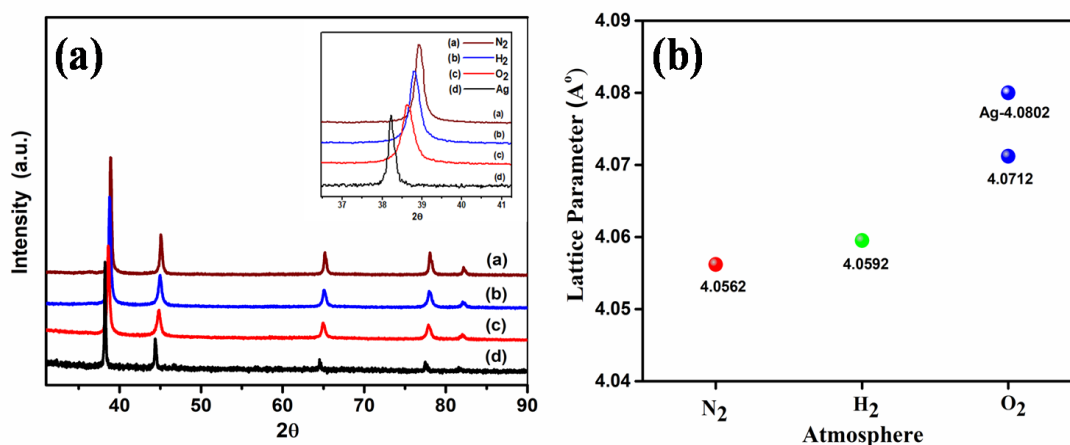 (a)
Intensity (a.u.)
(a) N2
(b) H2
(c) O2
(d) Ag
(a)
(b)
(c)
(d)
37 38 39 40 41
2θ
(a)
(b)
(c)
(d)
40 50 60 70 80 90
2θ
(b)
Lattice Parameter (A°)
4.09
4.08
4.07
4.06
4.05
4.04
Ag-4.0802
4.0712
4.0592
4.0562
N2 H2 O2
Atmosphere